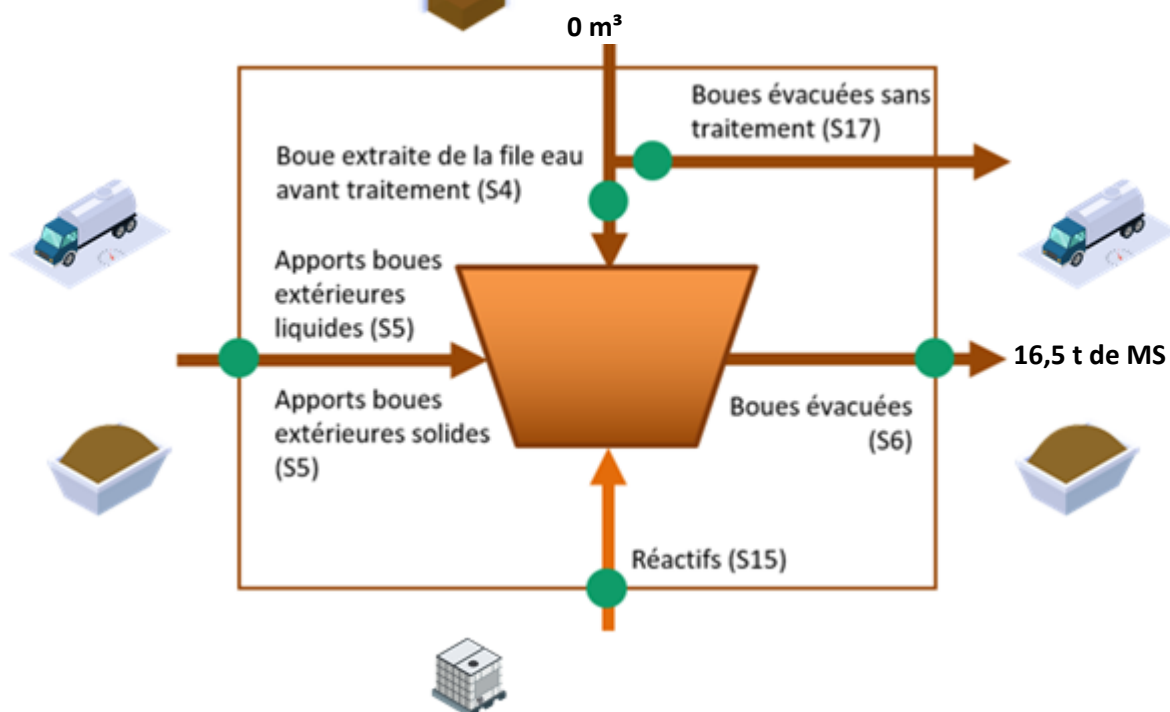 0 m³
Boues évacuées sans
traitement (S17)
Boue extraite de la file eau
avant traitement (S4)
Apports boues
extérieures
liquides (S5)
16,5 t de MS
Apports boues
extérieures solides
(S5)
Boues évacuées
(S6)
Réactifs (S15)